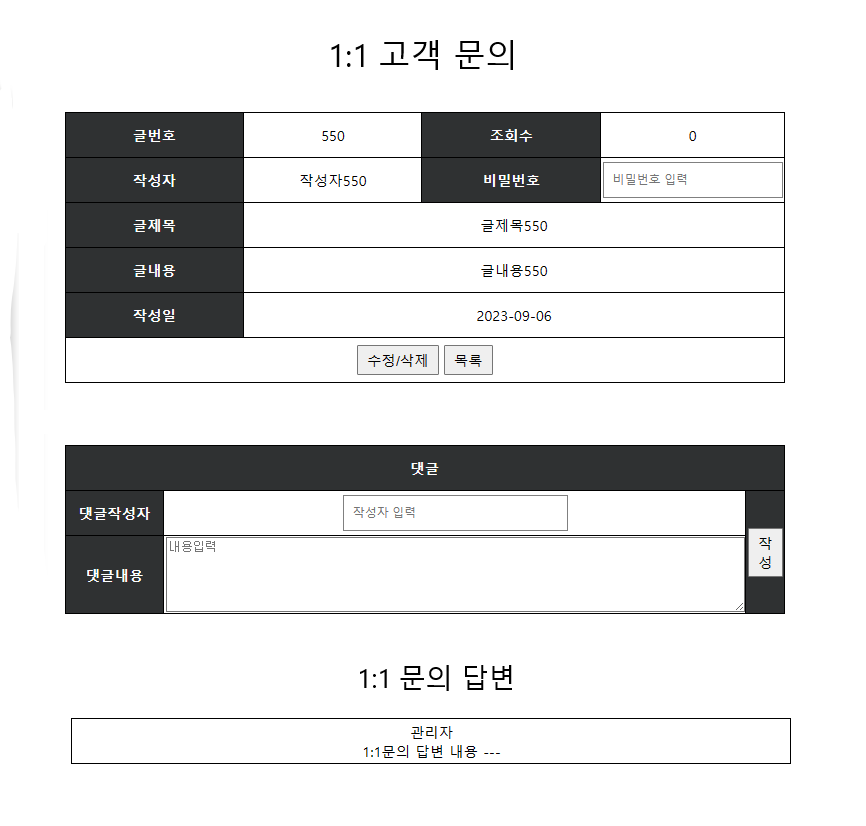 1:1 고객 문의
글번호 550 조회수 0
작성자 작성자550 비밀번호 비밀번호 입력
글제목 글제목550
글내용 글내용550
작성일 2023-09-06
수정/삭제 목록
댓글
댓글작성자 작성자 입력
댓글내용 내용입력
작
성
1:1 문의 답변
관리자
1:1문의 답변 내용 ---